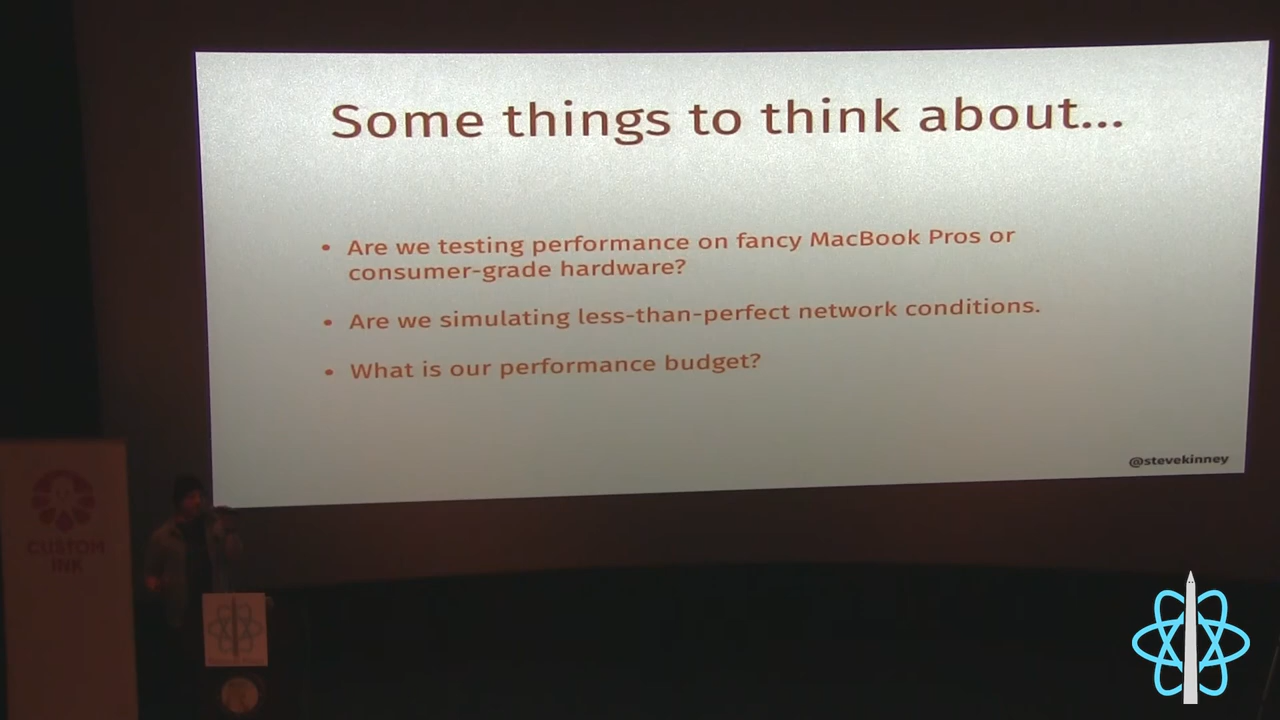 Some things to think about...
• Are we testing performance on fancy MacBook Pros or
consumer-grade hardware?
• Are we simulating less-than-perfect network conditions.
• What is our performance budget?
@stevekinney
CUSTOM
INK